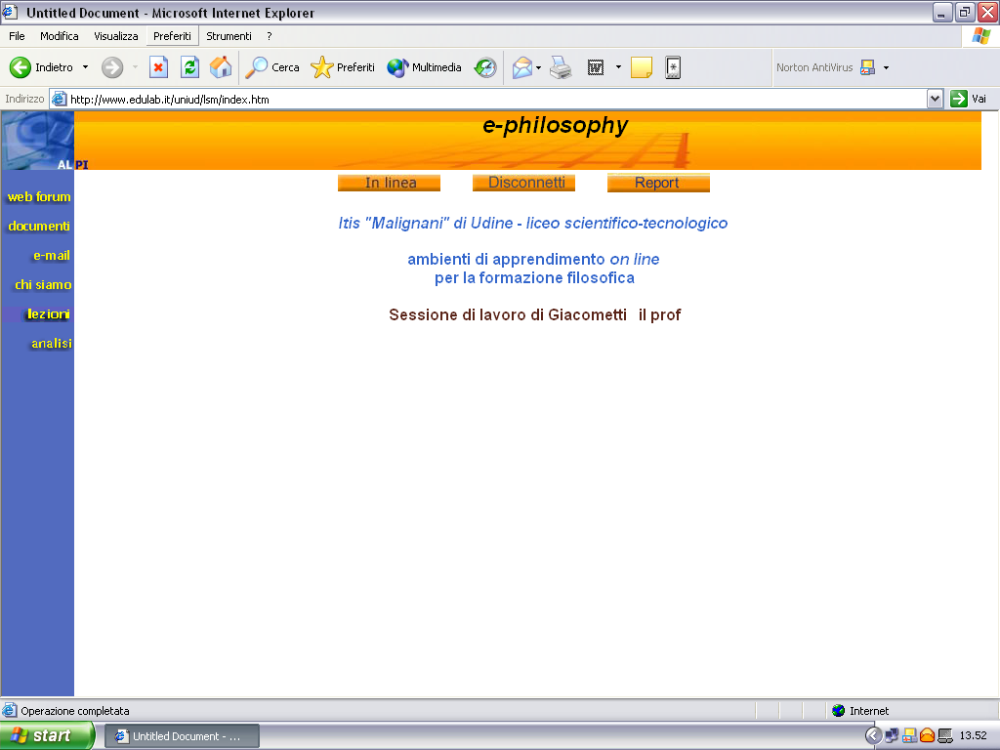 Untitled Document - Microsoft Internet Explorer
File Modifica Visualizza Preferiti Strumenti ?
Indietro Cerca Preferiti Multimedia Norton AntiVirus
Indirizzo http://www.edulab.it/uniud/lsm/index.htm Vai
e-philosophy
ALPI
In linea Disconnetti Report
web forum
Itis "Malignani" di Udine - liceo scientifico-tecnologico
documenti
e-mail
ambienti di apprendimento on line
per la formazione filosofica
chi siamo
lezioni
Sessione di lavoro di Giacometti il prof
analisi
Operazione completata Internet
start Untitled Document - ... 13.52